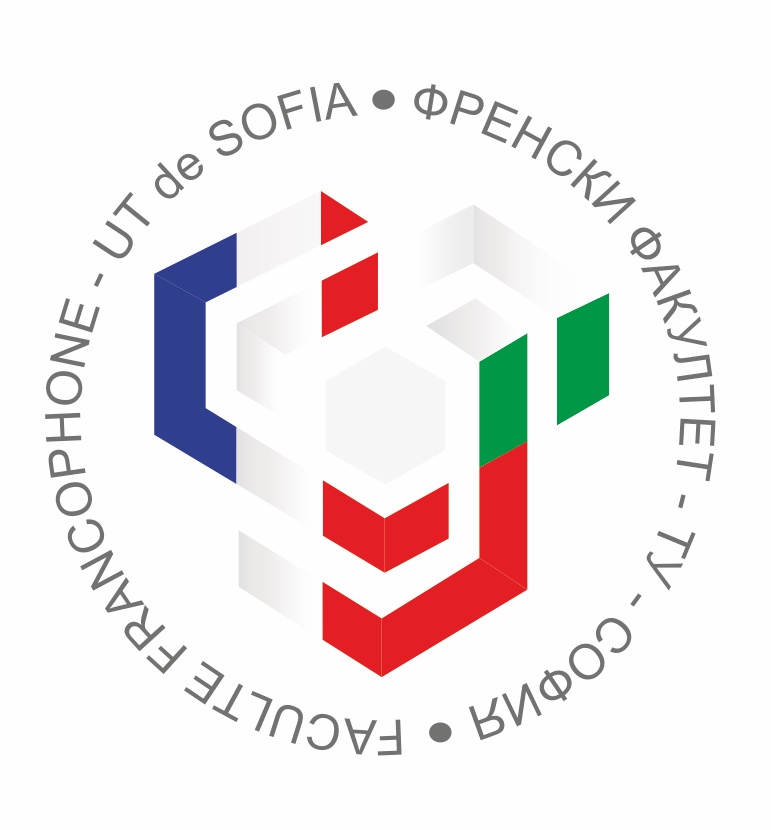 FACULTE FRANCOPHONE - UT de SOFIA
ФРЕНСКИ ФАКУЛТЕТ - ТУ - СОФИЯ